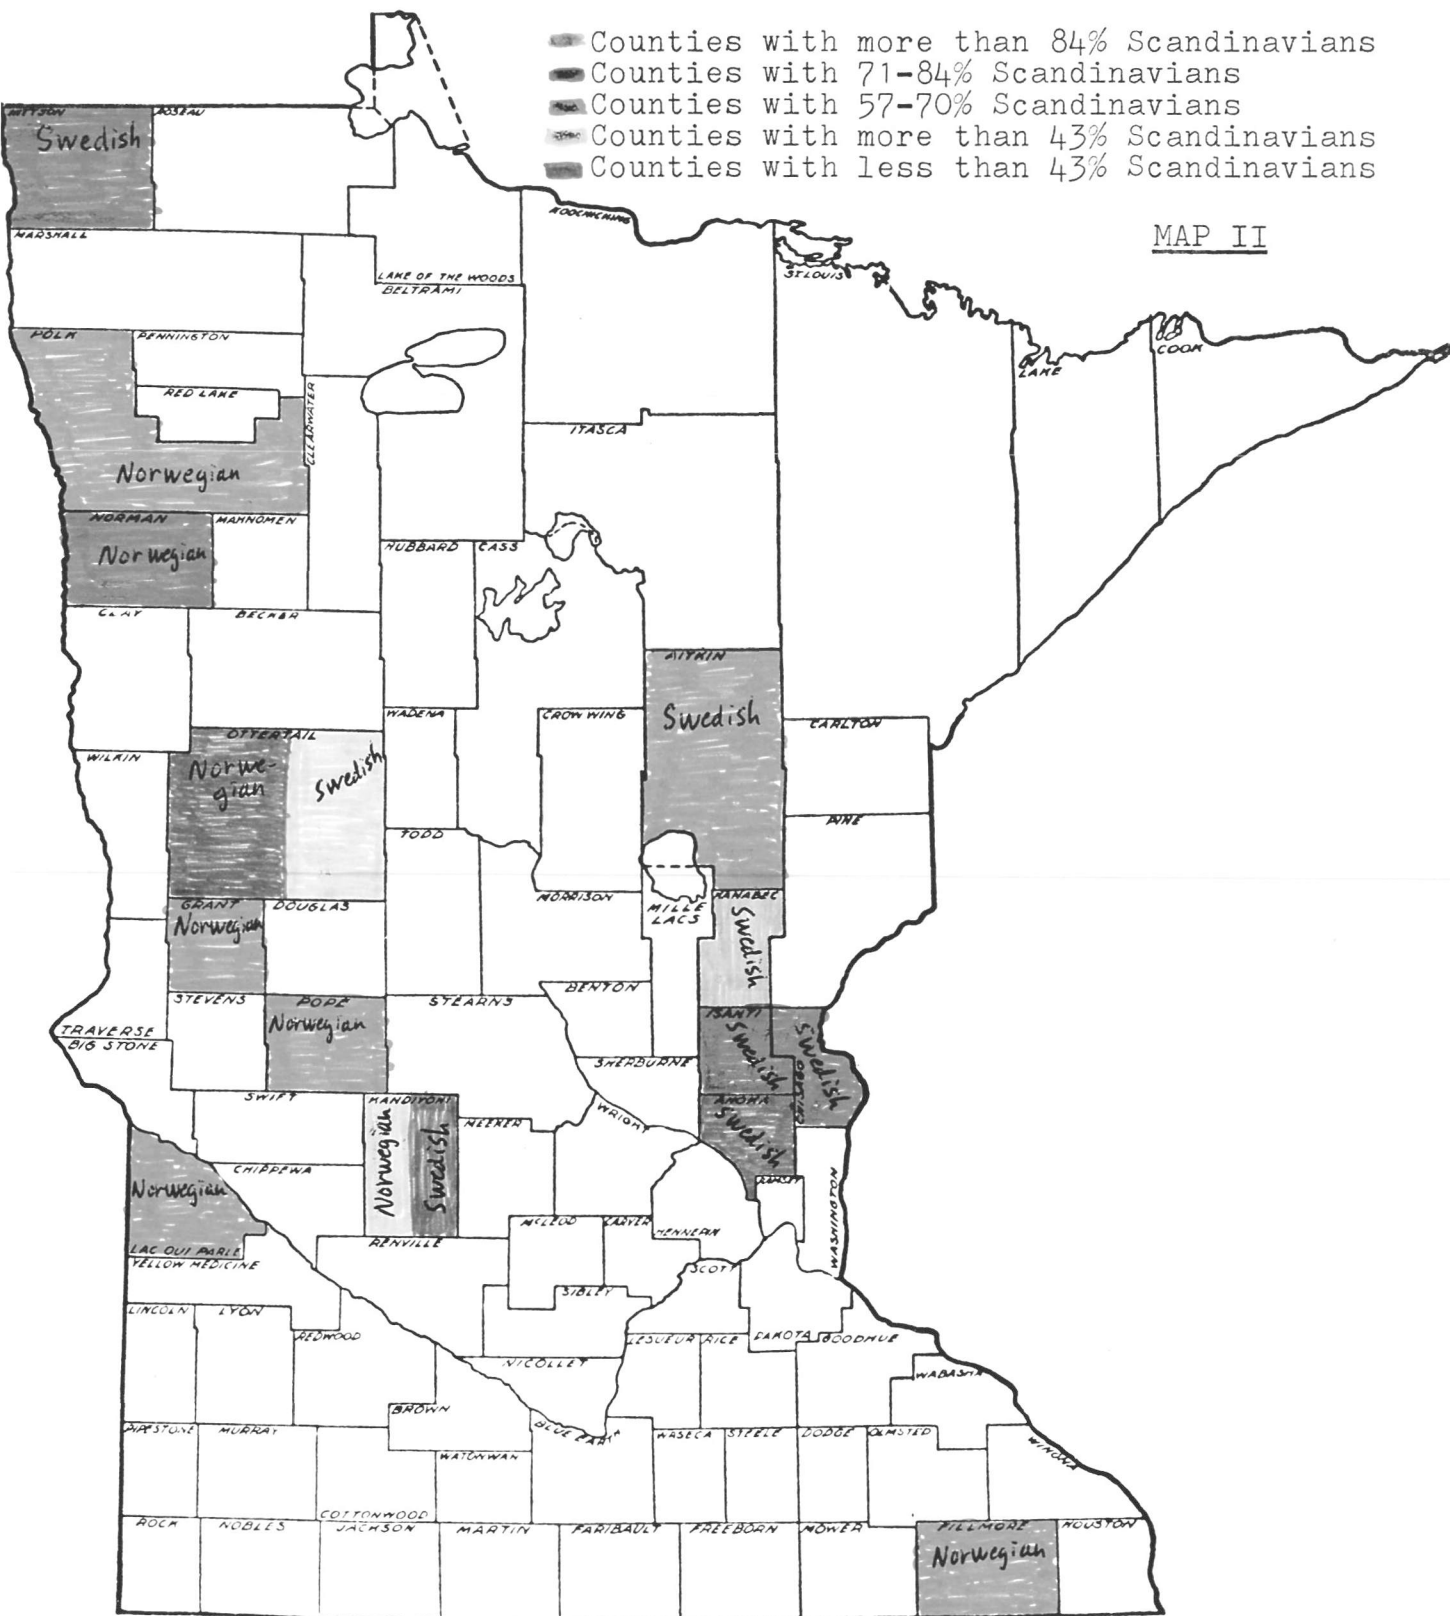 Counties with more than 84% Scandinavians
Counties with 71-84% Scandinavians
Counties with 57-70% Scandinavians
Counties with more than 43% Scandinavians
Counties with less than 43% Scandinavians
MAP II
KITTSON
Swedish
ROSEAU
KOOCHICHING
MARSHALL
LAKE OF THE WOODS
BELTRAMI
ST. LOUIS
LAKE
COOK
POLK
PENNINGTON
RED LAKE
CLEARWATER
ITASCA
Norwegian
NORMAN
Norwegian
MAHNOMEN
HUBBARD
CASS
CLAY
BECKER
AITKIN
Swedish
WADENA
CROW WING
CARLTON
WILKIN
OTTERTAIL
Norwe-
gian
Swedish
TODD
PINE
GRANT
Norwegian
DOUGLAS
MORRISON
MILLE
LACS
KANABEC
Swedish
STEVENS
POPE
Norwegian
STEARNS
BENTON
TRAVERSE
BIG STONE
SHERBURNE
ISANTI
Swedish
CHISAGO
Swedish
SWIFT
KANDIYOHI
Norwegian
Swedish
MEEKER
WRIGHT
ANOKA
Swedish
CHIPPEWA
Norwegian
LAC QUI PARLE
YELLOW MEDICINE
RAMSEY
WASHINGTON
RENVILLE
McLEOD
CARVER
HENNEPIN
SCOTT
SIBLEY
LINCOLN
LYON
REDWOOD
NICOLLET
LESUEUR
RICE
DAKOTA
GOODHUE
WABASHA
BROWN
BLUE EARTH
PIPESTONE
MURRAY
WATONWAN
WASECA
STEELE
DODGE
OLMSTED
WINONA
COTTONWOOD
ROCK
NOBLES
JACKSON
MARTIN
FARIBAULT
FREEBORN
MOWER
FILLMORE
Norwegian
HOUSTON